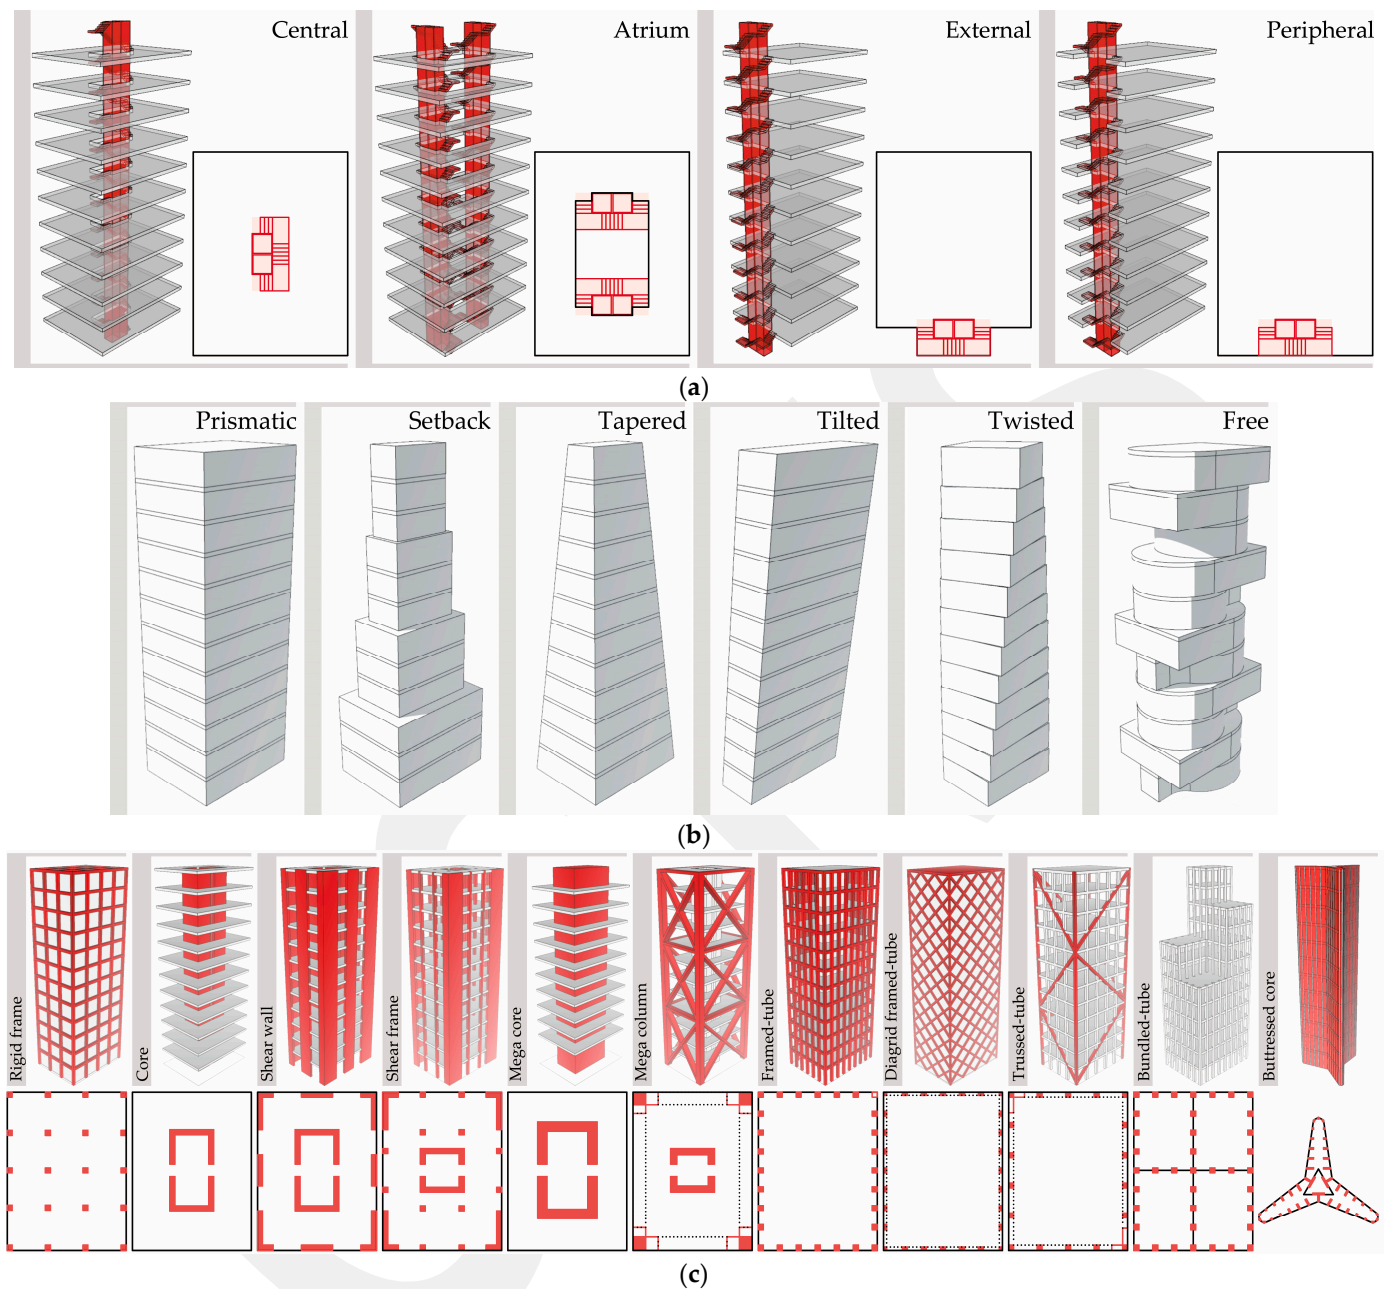 Central
Atrium
External
Peripheral
(a)
Prismatic
Setback
Tapered
Tilted
Twisted
Free
(b)
Rigid frame
Core
Shear wall
Shear frame
Mega core
Mega column
Framed-tube
Diagrid framed-tube
Trussed-tube
Bundled-tube
Buttressed core
(c)